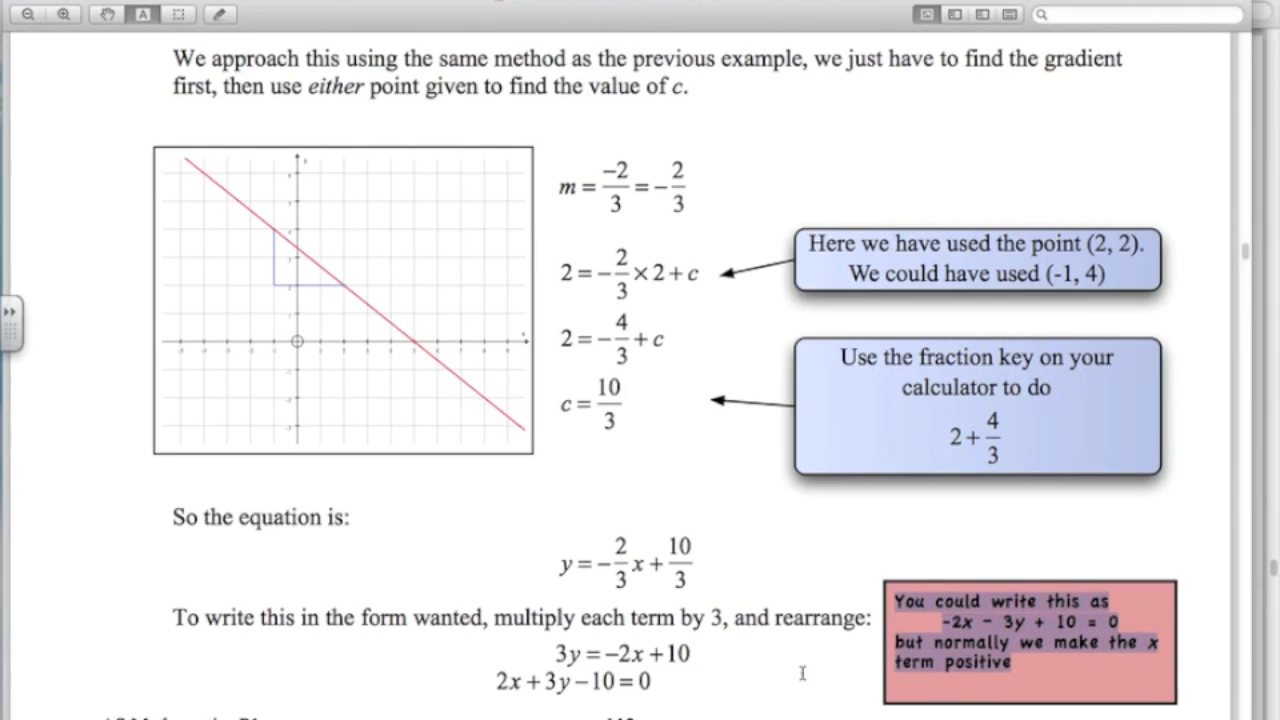 We approach this using the same method as the previous example, we just have to find the gradient
first, then use either point given to find the value of c.
m = -2/3 = -2/3
2 = -2/3 × 2 + c
Here we have used the point (2, 2).
We could have used (-1, 4)
2 = -4/3 + c
c = 10/3
Use the fraction key on your
calculator to do
2 + 4/3
So the equation is:
y = -2/3 x + 10/3
To write this in the form wanted, multiply each term by 3, and rearrange:
3y = -2x + 10
2x + 3y - 10 = 0
You could write this as
-2x - 3y + 10 = 0
but normally we make the x
term positive